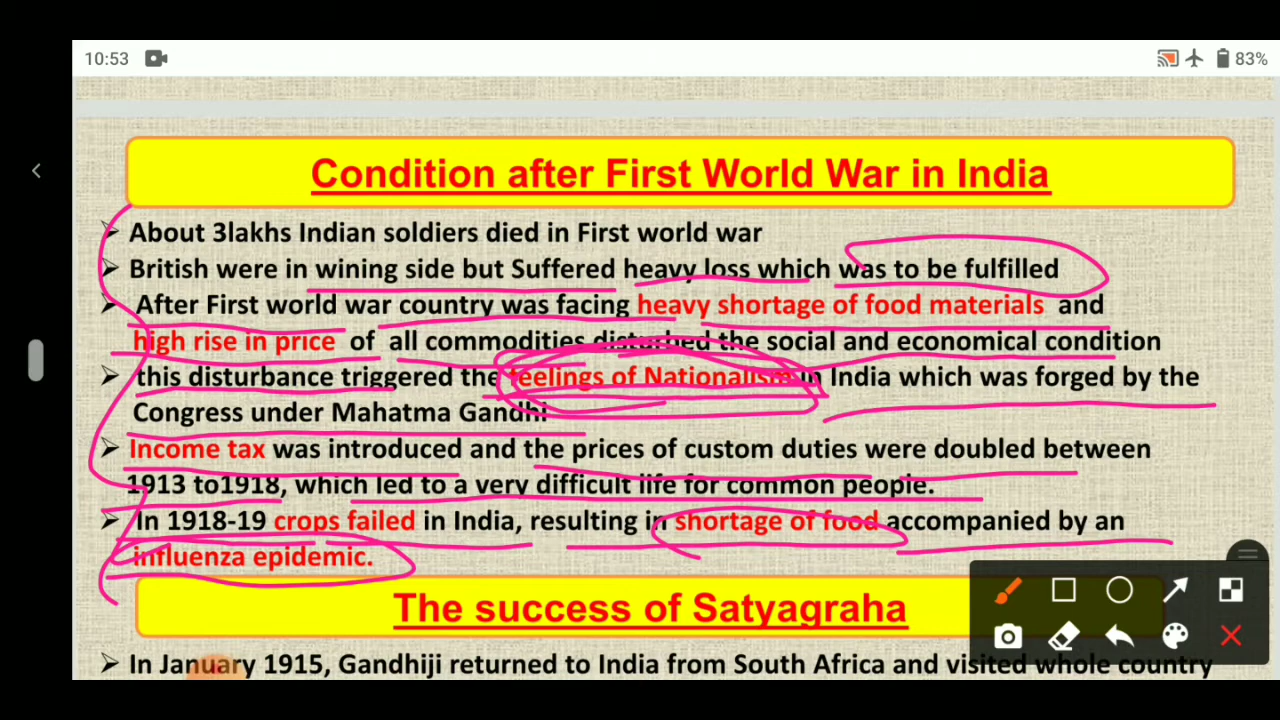 10:53
83%
Condition after First World War in India
➢ About 3lakhs Indian soldiers died in First world war
➢ British were in wining side but Suffered heavy loss which was to be fulfilled
➢ After First world war country was facing heavy shortage of food materials and
high rise in price of all commodities disturbed the social and economical condition
➢ this disturbance triggered the feelings of Nationalism in India which was forged by the
Congress under Mahatma Gandhi
➢ Income tax was introduced and the prices of custom duties were doubled between
1913 to1918, which led to a very difficult life for common people.
➢ In 1918-19 crops failed in India, resulting in shortage of food accompanied by an
influenza epidemic.
The success of Satyagraha
➢ In January 1915, Gandhiji returned to India from South Africa and visited whole country